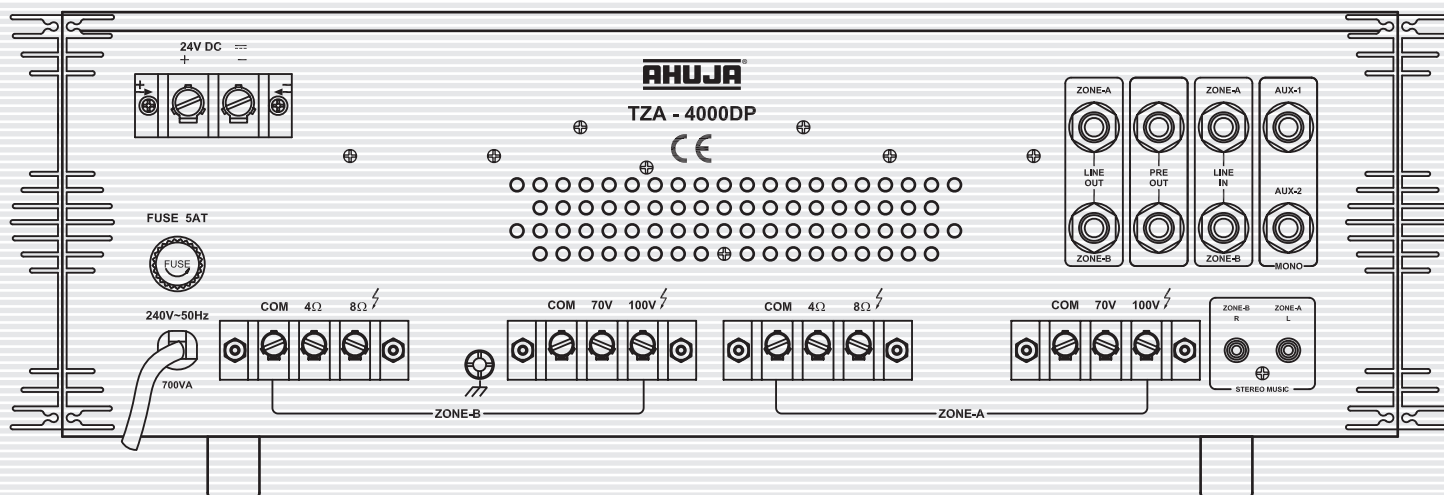 24V DC ⎓
+ −
+ −
AHUJA®
TZA - 4000DP
CE
ZONE-A
LINE
OUT
ZONE-B
PRE
OUT
ZONE-A
LINE
IN
ZONE-B
AUX-1
AUX-2
MONO
FUSE 5AT
FUSE
240V~50Hz
700VA
COM 4Ω 8Ω
COM 70V 100V
ZONE-B
COM 4Ω 8Ω
COM 70V 100V
ZONE-A
ZONE-B ZONE-A
R L
STEREO MUSIC